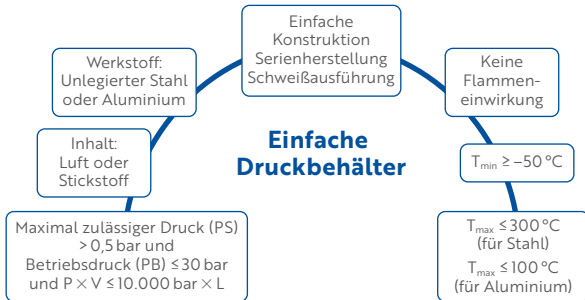 Einfache
Konstruktion
Serienherstellung
Schweißausführung
Werkstoff:
Unlegierter Stahl
oder Aluminium
Keine
Flammen-
einwirkung
Inhalt:
Luft oder
Stickstoff
Einfache
Druckbehälter
Tmin ≥ –50 °C
Maximal zulässiger Druck (PS)
> 0,5 bar und
Betriebsdruck (PB) ≤ 30 bar
und P × V ≤ 10.000 bar × L
Tmax ≤ 300 °C
(für Stahl)
Tmax ≤ 100 °C
(für Aluminium)